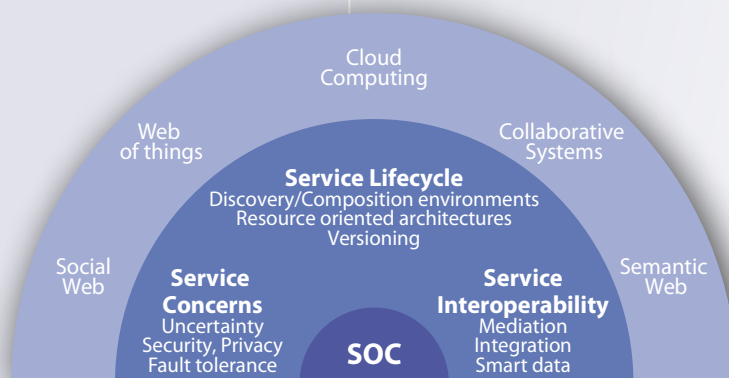 Cloud
Computing
Web
of things
Collaborative
Systems
Service Lifecycle
Discovery/Composition environments
Resource oriented architectures
Versioning
Social
Web
Service
Concerns
Uncertainty
Security, Privacy
Fault tolerance
SOC
Service
Interoperability
Mediation
Integration
Smart data
Semantic
Web